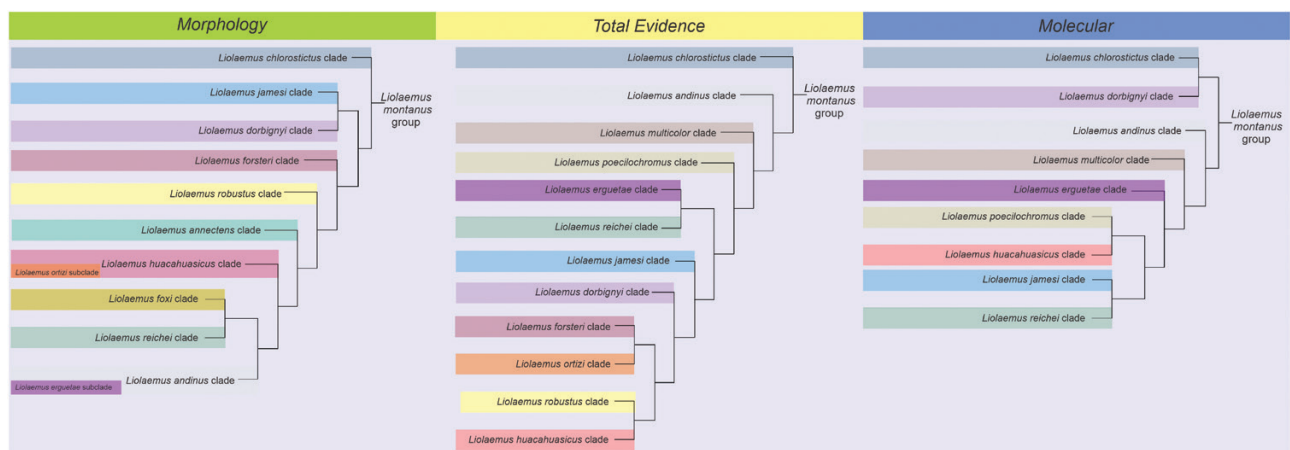 Morphology
Liolaemus chlorostictus clade
Liolaemus jamesi clade
Liolaemus montanus group
Liolaemus dorbignyi clade
Liolaemus forsteri clade
Liolaemus robustus clade
Liolaemus annectens clade
Liolaemus huacahuasicus clade
Liolaemus ortizi subclade
Liolaemus foxi clade
Liolaemus reichei clade
Liolaemus andinus clade
Liolaemus erguetae subclade
Total Evidence
Liolaemus chlorostictus clade
Liolaemus andinus clade
Liolaemus montanus group
Liolaemus multicolor clade
Liolaemus poecilochromus clade
Liolaemus erguetae clade
Liolaemus reichei clade
Liolaemus jamesi clade
Liolaemus dorbignyi clade
Liolaemus forsteri clade
Liolaemus ortizi clade
Liolaemus robustus clade
Liolaemus huacahuasicus clade
Molecular
Liolaemus chlorostictus clade
Liolaemus dorbignyi clade
Liolaemus montanus group
Liolaemus andinus clade
Liolaemus multicolor clade
Liolaemus erguetae clade
Liolaemus poecilochromus clade
Liolaemus huacahuasicus clade
Liolaemus jamesi clade
Liolaemus reichei clade